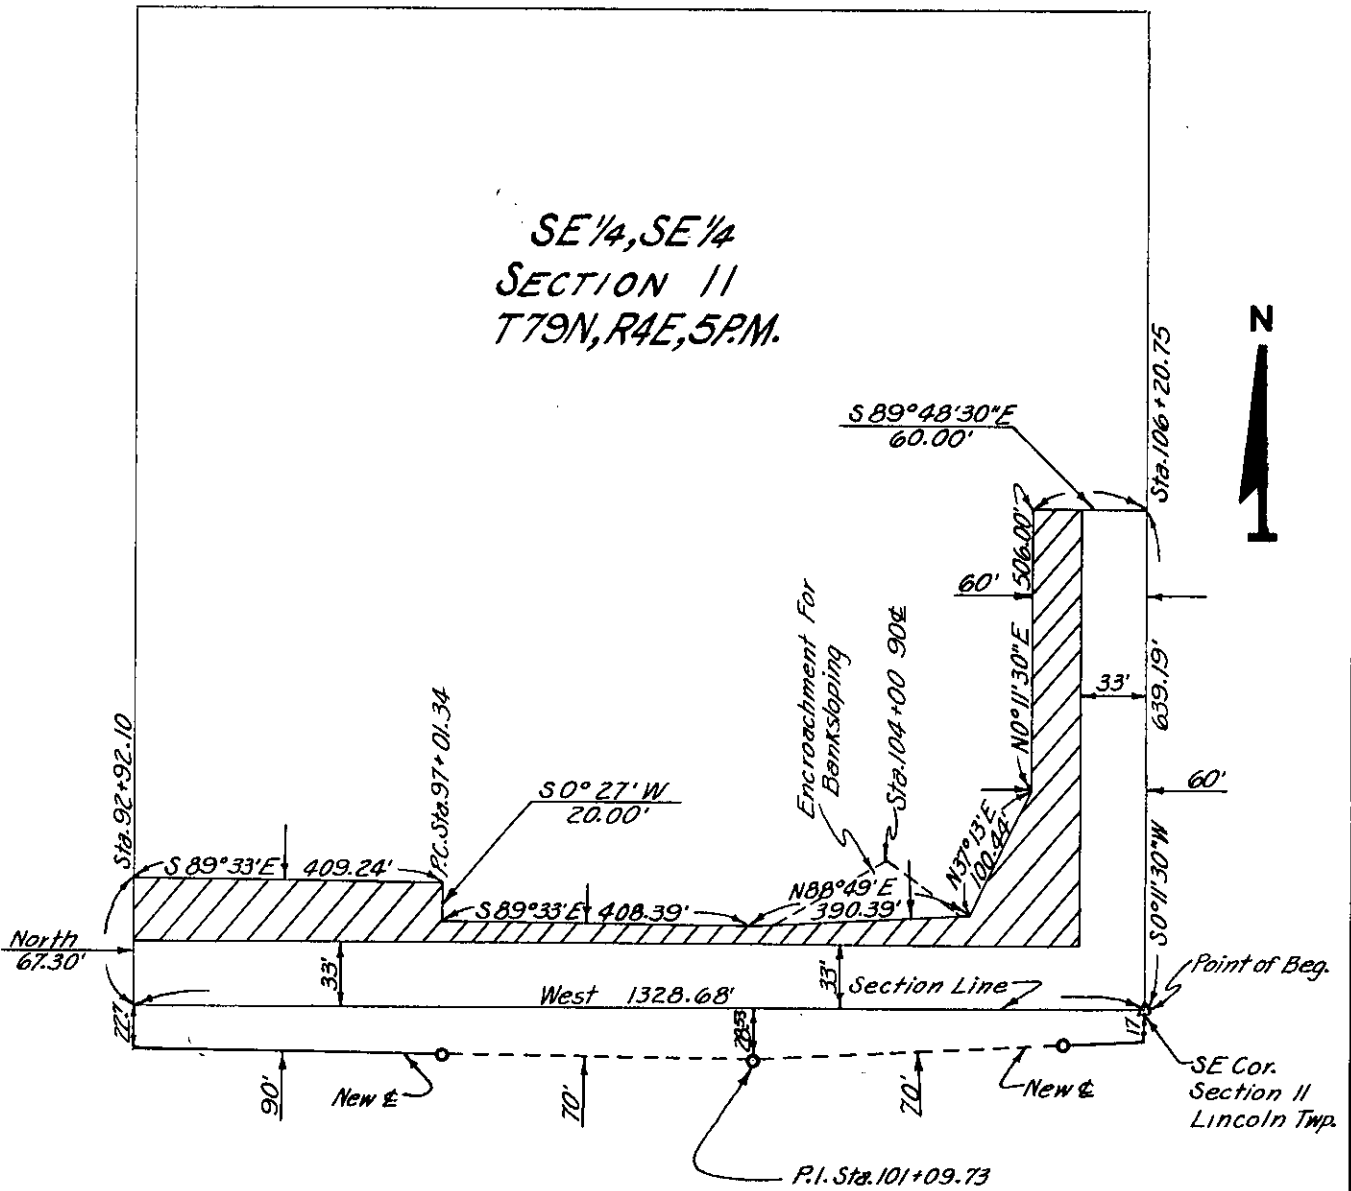 SE 1/4, SE 1/4
SECTION 11
T79N, R4E, 5P.M.
N
Sta. 106+20.75
S 89°48'30"E
60.00'
506.00'
60'
N0°11'30"E
Encroachment For
Banksloping
Sta. 104+00 90℄
33'
639.19'
Sta. 92+92.10
P.C. Sta. 97+01.34
S 0° 27' W
20.00'
60'
N37°13'E
100.44'
S 89°33'E 409.24'
N88°49'E
390.39'
S89°33'E 408.39'
S0°11'30"W
North
67.30'
33'
33'
Point of Beg.
West 1328.68'
Section Line
22'
28.53
17
SE Cor.
Section 11
Lincoln Twp.
90'
New ℄
70'
70'
New ℄
P.I. Sta. 101+09.73